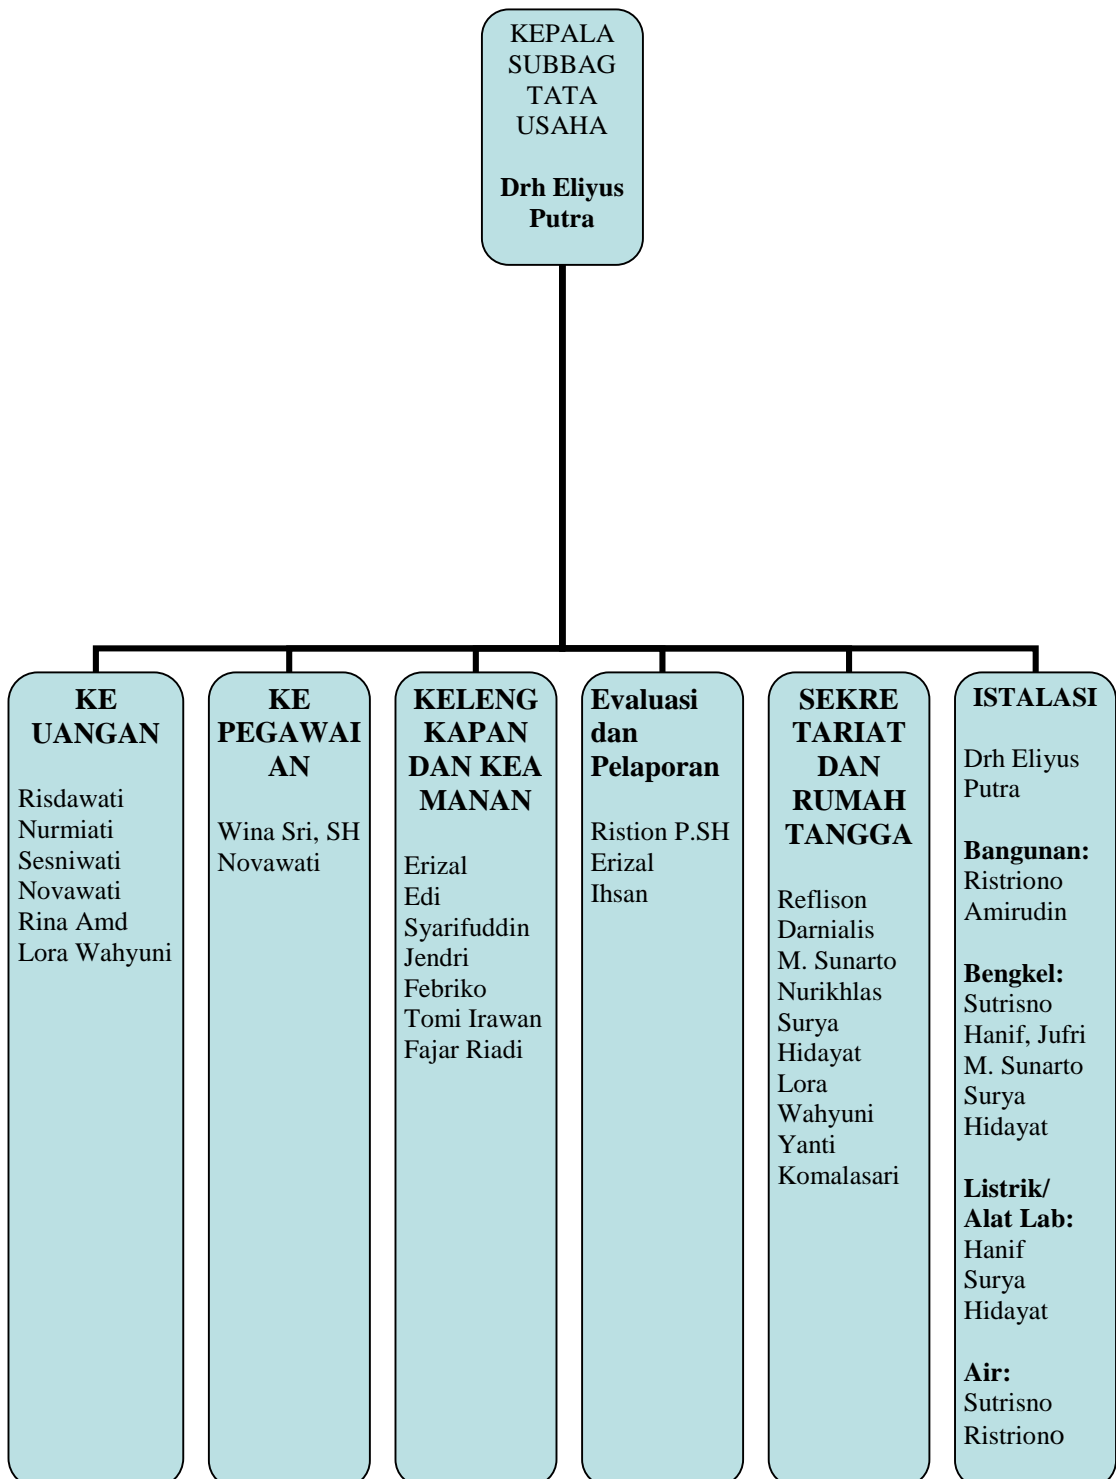 KEPALA
SUBBAG
TATA
USAHA
Drh Eliyus
Putra
KE
UANGAN
Risdawati
Nurmiati
Sesniwati
Novawati
Rina Amd
Lora Wahyuni
KE
PEGAWAI
AN
Wina Sri, SH
Novawati
KELENG
KAPAN
DAN KEA
MANAN
Erizal
Edi
Syarifuddin
Jendri
Febriko
Tomi Irawan
Fajar Riadi
Evaluasi
dan
Pelaporan
Ristion P.SH
Erizal
Ihsan
SEKRE
TARIAT
DAN
RUMAH
TANGGA
Reflison
Darnialis
M. Sunarto
Nurikhlas
Surya
Hidayat
Lora
Wahyuni
Yanti
Komalasari
ISTALASI
Drh Eliyus
Putra
Bangunan:
Ristriono
Amirudin
Bengkel:
Sutrisno
Hanif, Jufri
M. Sunarto
Surya
Hidayat
Listrik/
Alat Lab:
Hanif
Surya
Hidayat
Air:
Sutrisno
Ristriono